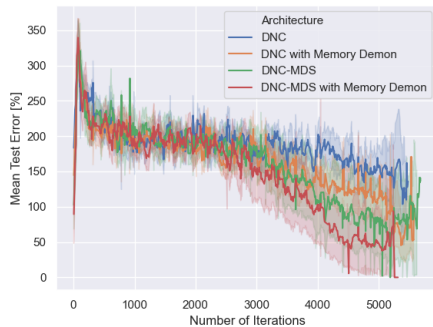 Architecture
DNC
DNC with Memory Demon
DNC-MDS
DNC-MDS with Memory Demon
350
300
250
200
150
100
50
0
Mean Test Error [%]
0
1000
2000
3000
4000
5000
Number of Iterations